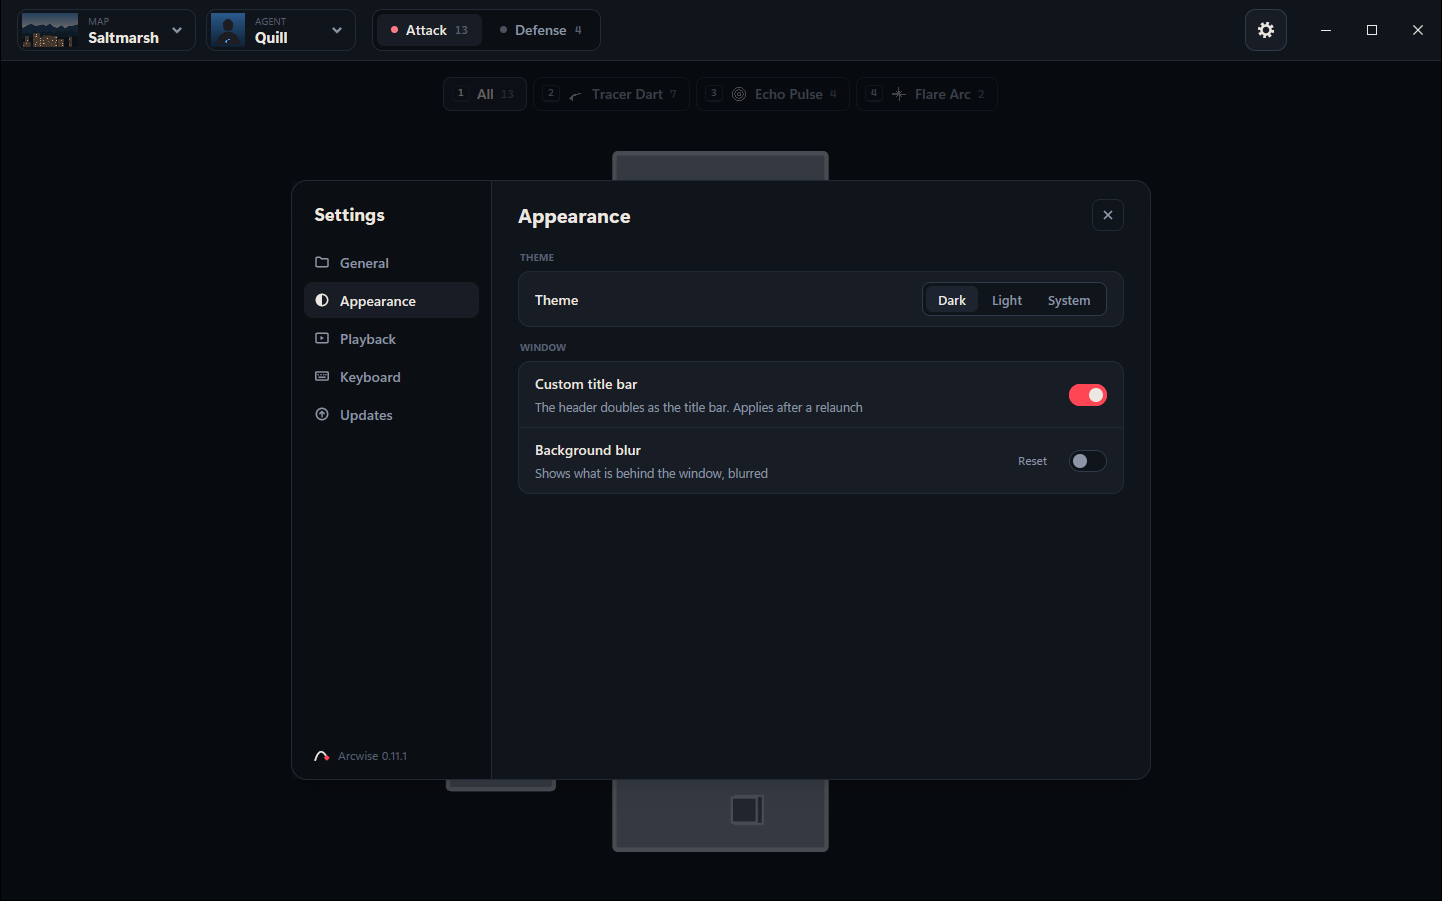 MAP
Saltmarsh
AGENT
Quill
Attack 13
Defense 4
1 All 13
2 Tracer Dart 7
3 Echo Pulse 4
4 Flare Arc 2
Settings
General
Appearance
Playback
Keyboard
Updates
Arcwise 0.11.1
Appearance
THEME
Theme
Dark Light System
WINDOW
Custom title bar
The header doubles as the title bar. Applies after a relaunch
Background blur
Shows what is behind the window, blurred
Reset